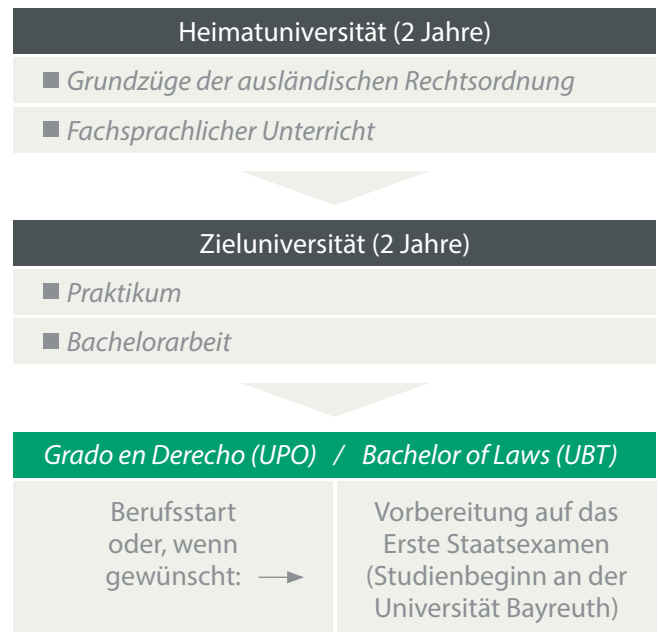 Heimatuniversität (2 Jahre)
■ Grundzüge der ausländischen Rechtsordnung
■ Fachsprachlicher Unterricht
Zieluniversität (2 Jahre)
■ Praktikum
■ Bachelorarbeit
Grado en Derecho (UPO) / Bachelor of Laws (UBT)
Berufsstart
oder, wenn
gewünscht: →
Vorbereitung auf das
Erste Staatsexamen
(Studienbeginn an der
Universität Bayreuth)